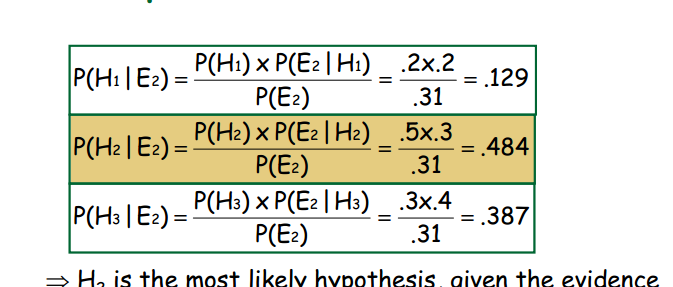 P(H₁ | E₂) = P(H₁) x P(E₂ | H₁) / P(E₂) = .2x.2 / .31 = .129
P(H₂ | E₂) = P(H₂) x P(E₂ | H₂) / P(E₂) = .5x.3 / .31 = .484
P(H₃ | E₂) = P(H₃) x P(E₂ | H₃) / P(E₂) = .3x.4 / .31 = .387
⇒ H₂ is the most likely hypothesis, given the evidence